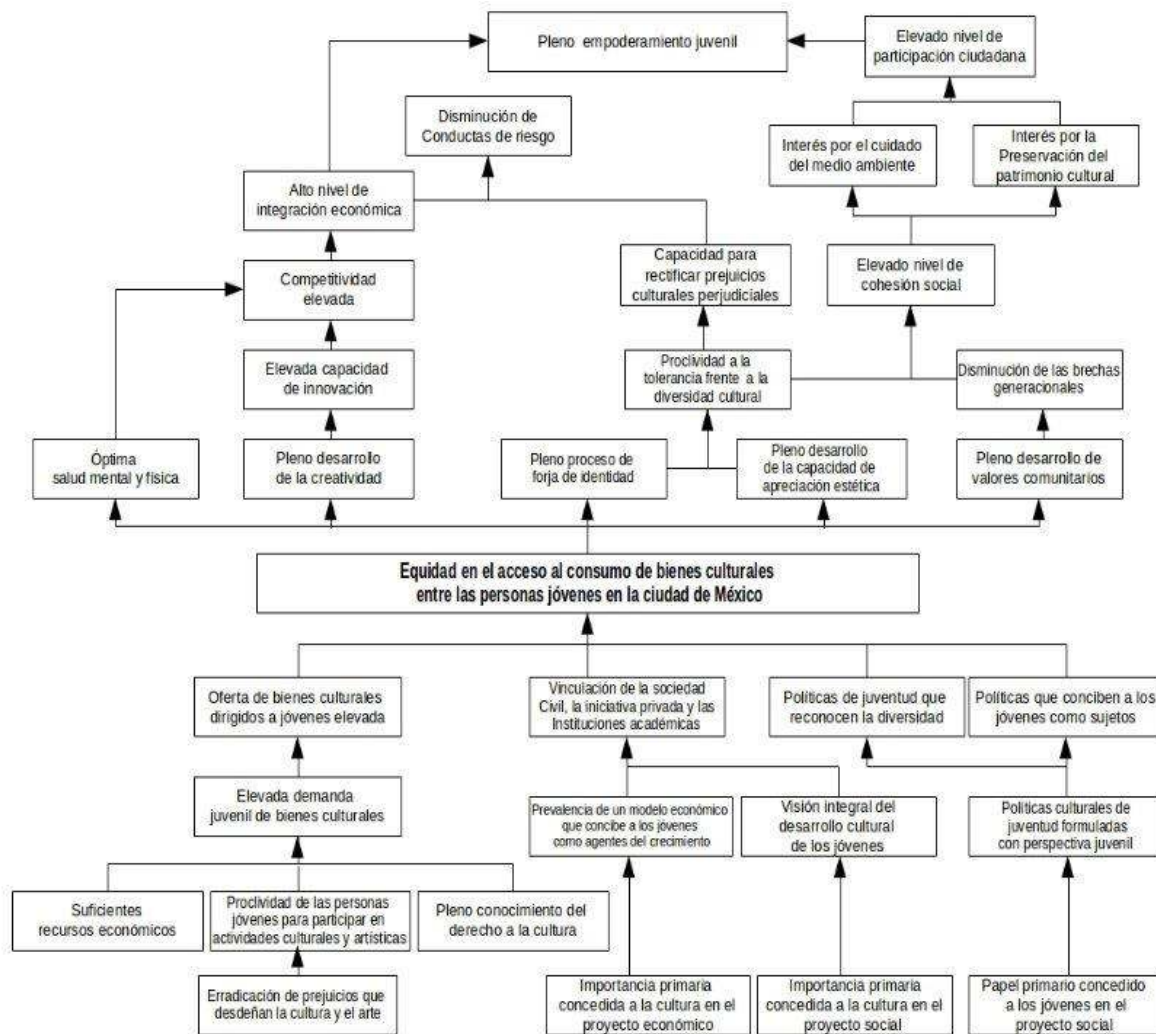 Pleno empoderamiento juvenil
Elevado nivel de
participación ciudadana
Disminución de
Conductas de riesgo
Interés por el cuidado
del medio ambiente
Interés por la
Preservación del
patrimonio cultural
Alto nivel de
integración económica
Capacidad para
rectificar prejuicios
culturales perjudiciales
Elevado nivel de
cohesión social
Competitividad
elevada
Elevada capacidad
de innovación
Proclividad a la
tolerancia frente a la
diversidad cultural
Disminución de las brechas
generacionales
Óptima
salud mental y física
Pleno desarrollo
de la creatividad
Pleno proceso de
forja de identidad
Pleno desarrollo
de la capacidad de
apreciación estética
Pleno desarrollo de
valores comunitarios
Equidad en el acceso al consumo de bienes culturales
entre las personas jóvenes en la ciudad de México
Oferta de bienes culturales
dirigidos a jóvenes elevada
Vinculación de la sociedad
Civil, la iniciativa privada y las
Instituciones académicas
Políticas de juventud que
reconocen la diversidad
Políticas que conciben a los
jóvenes como sujetos
Elevada demanda
juvenil de bienes culturales
Prevalencia de un modelo económico
que concibe a los jóvenes
como agentes del crecimiento
Visión integral del
desarrollo cultural
de los jóvenes
Políticas culturales de
juventud formuladas
con perspectiva juvenil
Suficientes
recursos económicos
Proclividad de las personas
jóvenes para participar en
actividades culturales y artísticas
Pleno conocimiento del
derecho a la cultura
Erradicación de prejuicios que
desdeñan la cultura y el arte
Importancia primaria
concedida a la cultura en el
proyecto económico
Importancia primaria
concedida a la cultura en el
proyecto social
Papel primario concedido
a los jóvenes en el
proyecto social